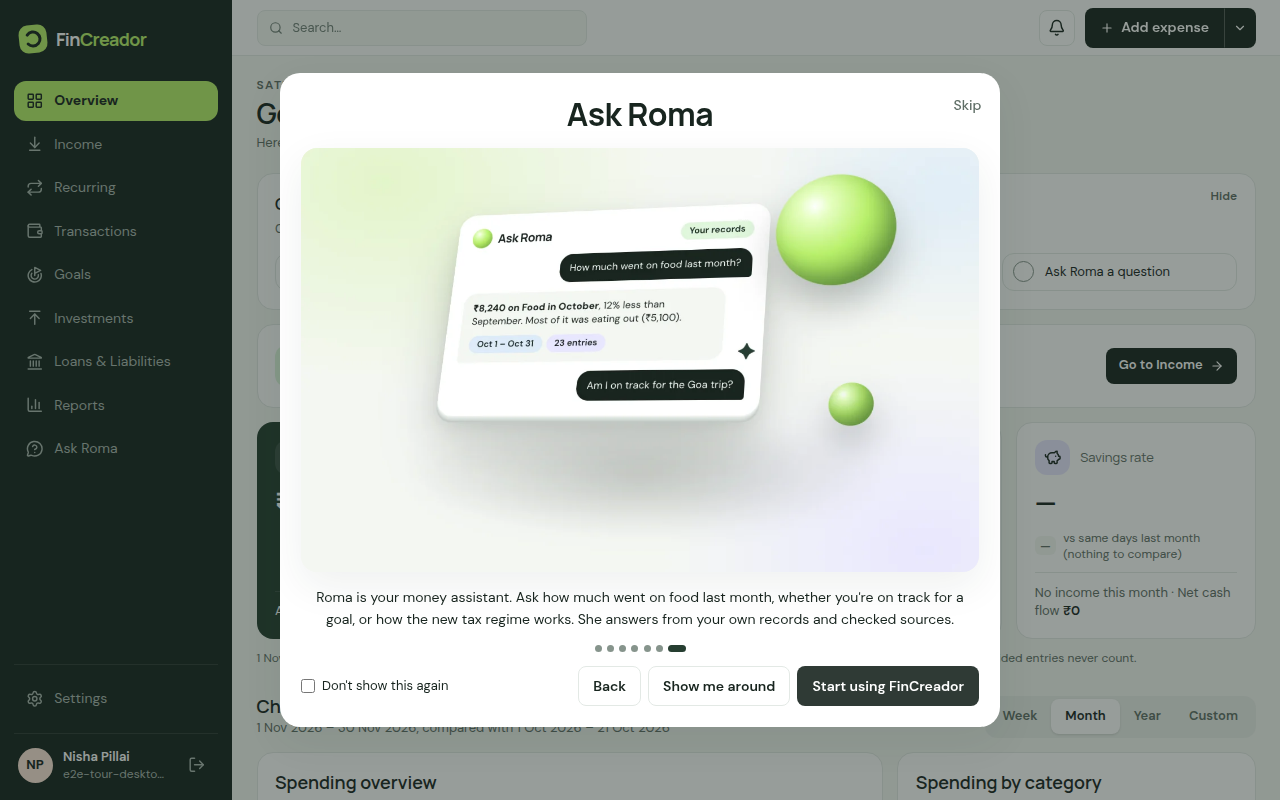 FinCreador
Search...
Add expense
Overview
Income
Recurring
Transactions
Goals
Investments
Loans & Liabilities
Reports
Ask Roma
Settings
NP
Nisha Pillai
e2e-tour-deskto...
Hide
Ask Roma a question
Go to Income
Savings rate
—
— vs same days last month
(nothing to compare)
No income this month · Net cash
flow ₹0
ded entries never count.
Ask Roma
Skip
Ask Roma
Your records
How much went on food last month?
₹8,240 on Food in October, 12% less than
September. Most of it was eating out (₹5,100).
Oct 1 – Oct 31
23 entries
Am I on track for the Goa trip?
Roma is your money assistant. Ask how much went on food last month, whether you're on track for a
goal, or how the new tax regime works. She answers from your own records and checked sources.
Don't show this again
Back
Show me around
Start using FinCreador
1 Nov 2026 – 30 Nov 2026, compared with 1 Oct 2026 – 21 Oct 2026
Week
Month
Year
Custom
Spending overview
Spending by category